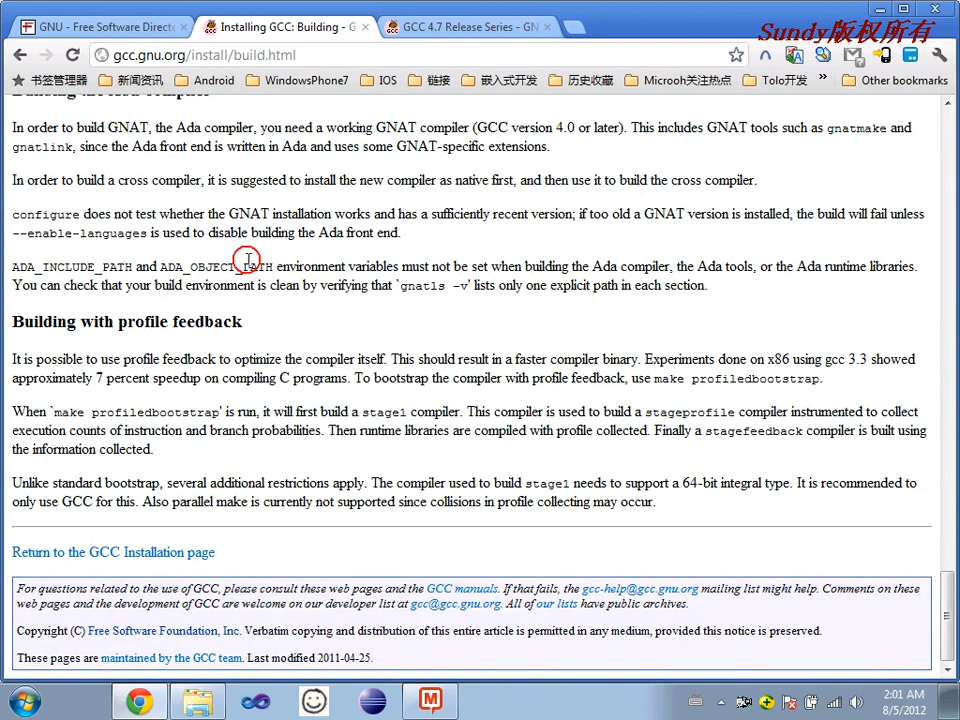 GNU - Free Software Direct
Installing GCC: Building - G
GCC 4.7 Release Series - GN
Sundy版权所有
gcc.gnu.org/install/build.html
书签管理器
新闻资讯
Android
WindowsPhone7
IOS
链接
嵌入式开发
历史收藏
Microoh关注热点
Tolo开发
»
Other bookmarks
Building the Ada compiler
In order to build GNAT, the Ada compiler, you need a working GNAT compiler (GCC version 4.0 or later). This includes GNAT tools such as gnatmake and
gnatlink, since the Ada front end is written in Ada and uses some GNAT-specific extensions.
In order to build a cross compiler, it is suggested to install the new compiler as native first, and then use it to build the cross compiler.
configure does not test whether the GNAT installation works and has a sufficiently recent version; if too old a GNAT version is installed, the build will fail unless
--enable-languages is used to disable building the Ada front end.
ADA_INCLUDE_PATH and ADA_OBJECT_PATH environment variables must not be set when building the Ada compiler, the Ada tools, or the Ada runtime libraries.
You can check that your build environment is clean by verifying that `gnatls -v' lists only one explicit path in each section.
Building with profile feedback
It is possible to use profile feedback to optimize the compiler itself. This should result in a faster compiler binary. Experiments done on x86 using gcc 3.3 showed
approximately 7 percent speedup on compiling C programs. To bootstrap the compiler with profile feedback, use make profiledbootstrap.
When `make profiledbootstrap' is run, it will first build a stage1 compiler. This compiler is used to build a stageprofile compiler instrumented to collect
execution counts of instruction and branch probabilities. Then runtime libraries are compiled with profile collected. Finally a stagefeedback compiler is built using
the information collected.
Unlike standard bootstrap, several additional restrictions apply. The compiler used to build stage1 needs to support a 64-bit integral type. It is recommended to
only use GCC for this. Also parallel make is currently not supported since collisions in profile collecting may occur.
Return to the GCC Installation page
For questions related to the use of GCC, please consult these web pages and the GCC manuals. If that fails, the gcc-help@gcc.gnu.org mailing list might help. Comments on these
web pages and the development of GCC are welcome on our developer list at gcc@gcc.gnu.org. All of our lists have public archives.
Copyright (C) Free Software Foundation, Inc. Verbatim copying and distribution of this entire article is permitted in any medium, provided this notice is preserved.
These pages are maintained by the GCC team. Last modified 2011-04-25.
2:01 AM
8/5/2012